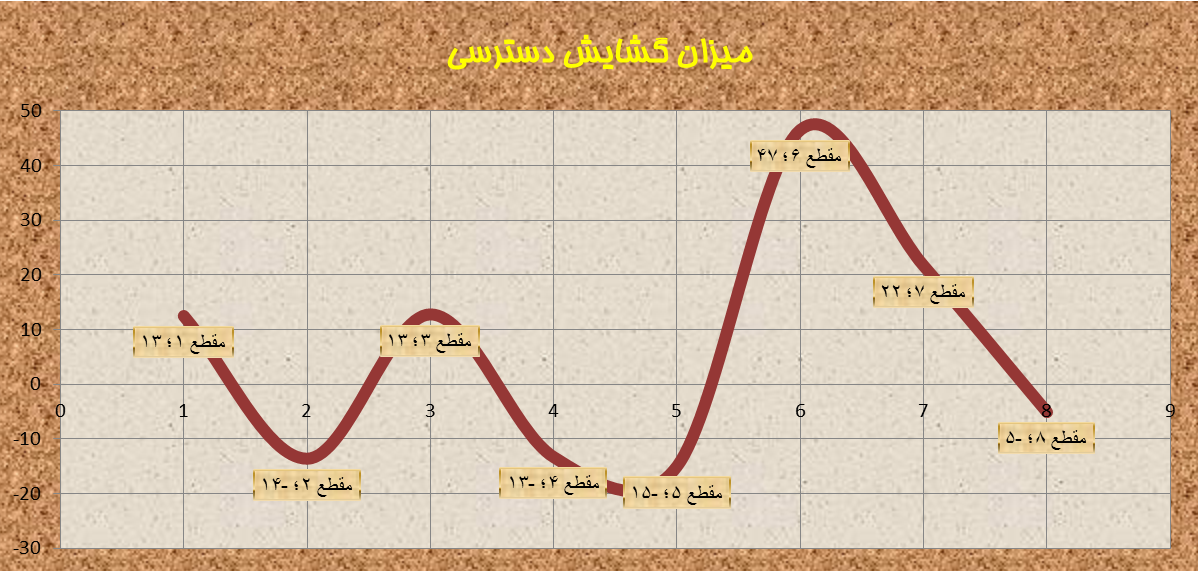 میزان گشایش دسترسی
50
40
30
20
10
0
-10
-20
-30
0 1 2 3 4 5 6 7 8 9
مقطع ۱؛ ۱۳
مقطع ۲؛ -۱۴
مقطع ۳؛ ۱۳
مقطع ۴؛ -۱۳
مقطع ۵؛ -۱۵
مقطع ۶؛ ۴۷
مقطع ۷؛ ۲۲
مقطع ۸؛ -۵